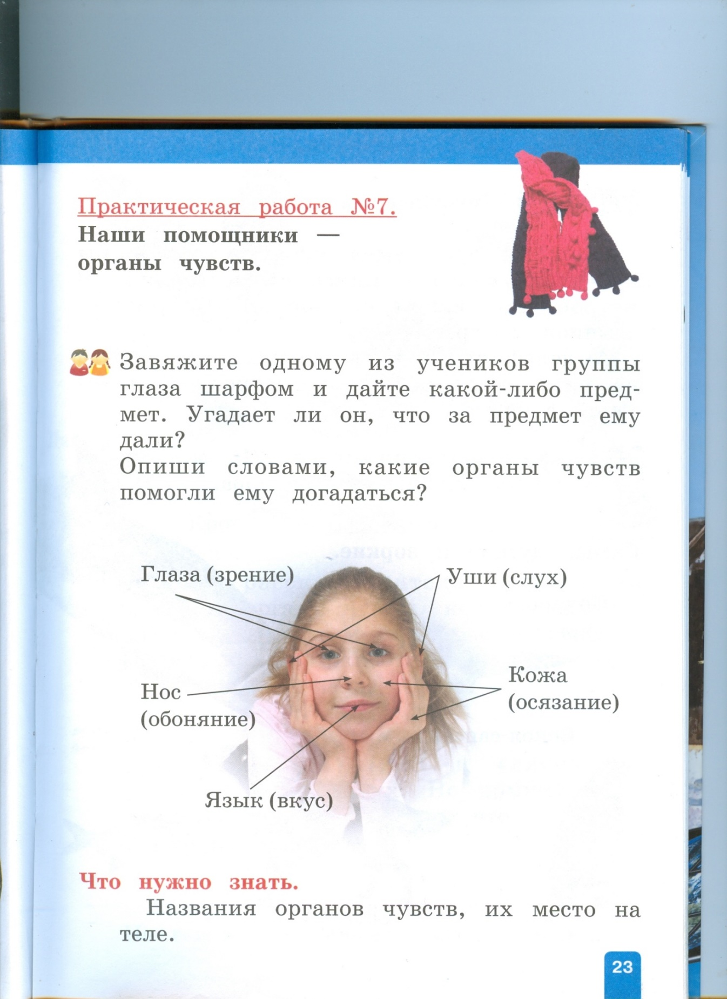 Практическая работа №7.
Наши помощники —
органы чувств.
Завяжите одному из учеников группы
глаза шарфом и дайте какой-либо пред-
мет. Угадает ли он, что за предмет ему
дали?
Опиши словами, какие органы чувств
помогли ему догадаться?
Глаза (зрение)
Уши (слух)
Кожа
(осязание)
Нос
(обоняние)
Язык (вкус)
Что нужно знать.
Названия органов чувств, их место на
теле.
23